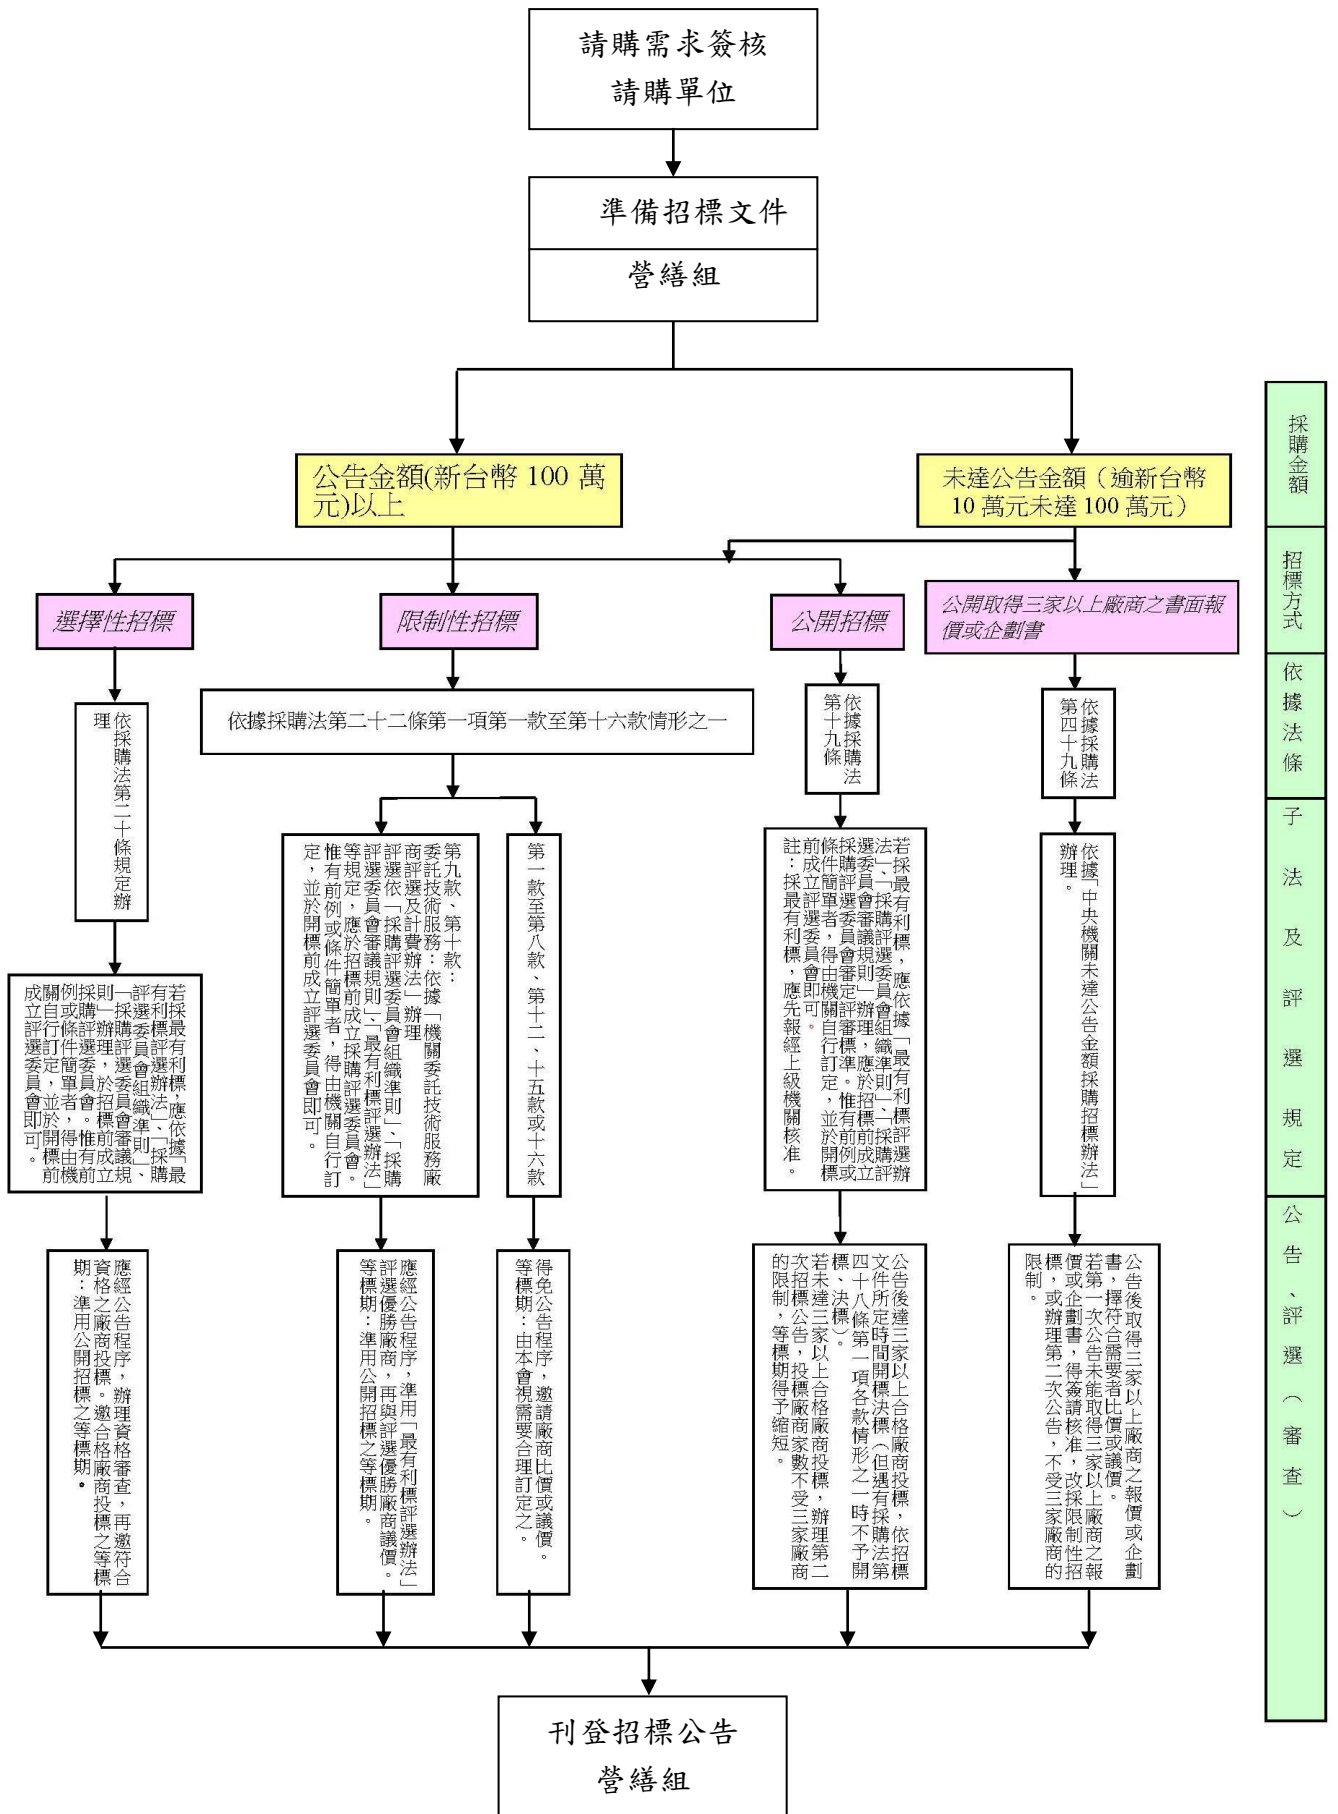 請購需求簽核
請購單位
準備招標文件
營繕組
公告金額(新台幣 100 萬
元)以上
未達公告金額（逾新台幣
10 萬元未達 100 萬元）
採購金額
選擇性招標
限制性招標
公開招標
公開取得三家以上廠商之書面報
價或企劃書
招標方式
依採購法第二十條規定辦
理
依據採購法第二十二條第一項第一款至第十六款情形之一
依據採購法
第十九條
依據採購法
第四十九條
依據法條
若採最有利標，應依據「最
有利標評選辦法」、「採購
評選委員會組織準則」、
「採購評選委員會審議規
則」辦理，於招標前成立
採購評選委員會。惟有前
例或條件簡單者，得由機
關自行訂定，並於開標前
成立評選委員會即可。
第九款、第十款：
委託技術服務：依據「機關委託技術服務廠
商評選及計費辦法」辦理
評選依「採購評選委員會組織準則」、「採購
評選委員會審議規則」、「最有利標評選辦法」
等規定，應於招標前成立採購評選委員會。
惟有前例或條件簡單者，得由機關自行訂
定，並於開標前成立評選委員會即可。
第一款至第八款、第十二、十五款或十六款
若採最有利標，應依據「最有利標評選辦
法」、「採購評選委員會組織準則」、「採購評
選委員會審議規則」辦理，應於招標前成立
採購評選委員會審定評審標準。惟有前例或
條件簡單者，得由機關自行訂定，並於開標
前成立評選委員會即可。
註：採最有利標，應先報經上級機關核准。
依據「中央機關未達公告金額採購招標辦法」
辦理。
子法及評選規定
應經公告程序，辦理資格審查，再邀符合
資格之廠商投標。邀合格廠商投標之等標
期：準用公開招標之等標期。
應經公告程序，準用「最有利標評選辦法」
評選優勝廠商，再與評選優勝廠商議價。
等標期：準用公開招標之等標期。
得免公告程序，邀請廠商比價或議價。
等標期：由本會視需要合理訂定之。
公告後達三家以上合格廠商投標，依招標
文件所定時間開標決標（但遇有採購法第
四十八條第一項各款情形之一時不予開
標、決標）。
若未達三家以上合格廠商投標，辦理第二
次招標公告，投標廠商家數不受三家廠商
的限制，等標期得予縮短。
公告後取得三家以上廠商之報價或企劃
書，擇符合需要者比價或議價。
若第一次公告未能取得三家以上廠商之報
價或企劃書，得簽請核准，改採限制性招
標，或辦理第二次公告，不受三家廠商的
限制。
公告、評選（審查）
刊登招標公告
營繕組